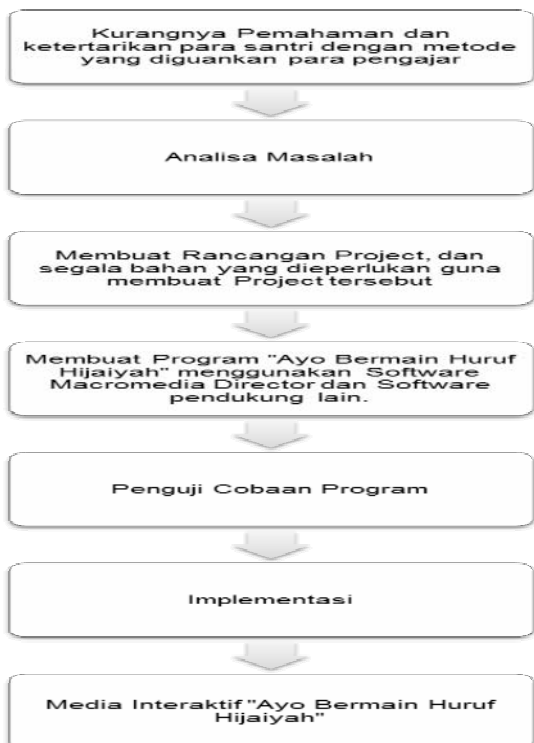 Kurangnya Pemahaman dan
ketertarikan para santri dengan metode
yang diguankan para pengajar
Analisa Masalah
Membuat Rancangan Project, dan
segala bahan yang dieperlukan guna
membuat Project tersebut
Membuat Program "Ayo Bermain Huruf
Hijaiyah" menggunakan Software
Macromedia Director dan Software
pendukung lain.
Penguji Cobaan Program
Implementasi
Media Interaktif "Ayo Bermain Huruf
Hijaiyah"